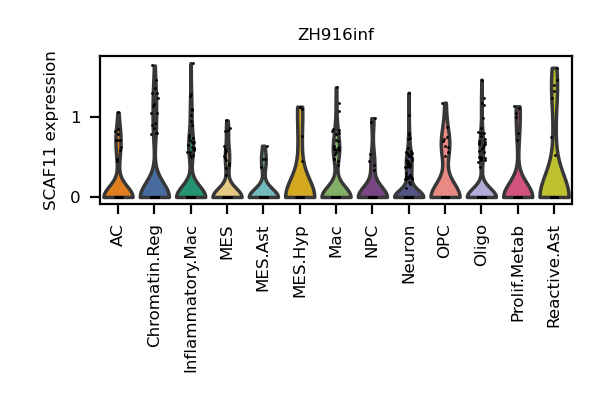 ZH916inf
SCAF11 expression
1
0
AC
Chromatin.Reg
Inflammatory.Mac
MES
MES.Ast
MES.Hyp
Mac
NPC
Neuron
OPC
Oligo
Prolif.Metab
Reactive.Ast